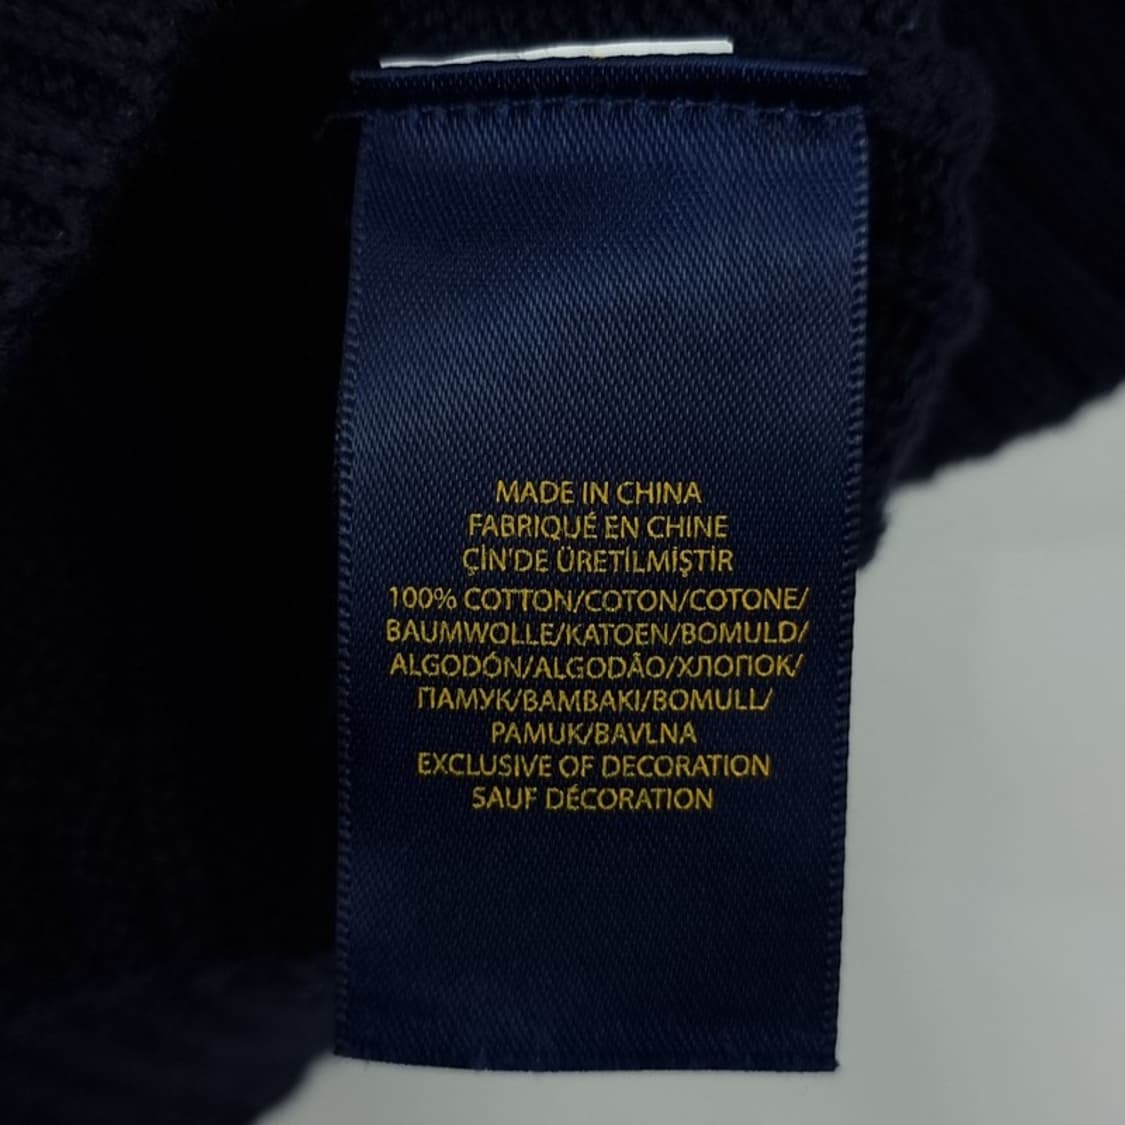 MADE IN CHINA
FABRIQUÉ EN CHINE
ÇİN'DE ÜRETİLMİŞTİR
100% COTTON/COTON/COTONE/
BAUMWOLLE/KATOEN/BOMULD/
ALGODÓN/ALGODÃO/ХЛОПОК/
ПАМУК/BAMBAKI/BOMULL/
PAMUK/BAVLNA
EXCLUSIVE OF DECORATION
SAUF DÉCORATION